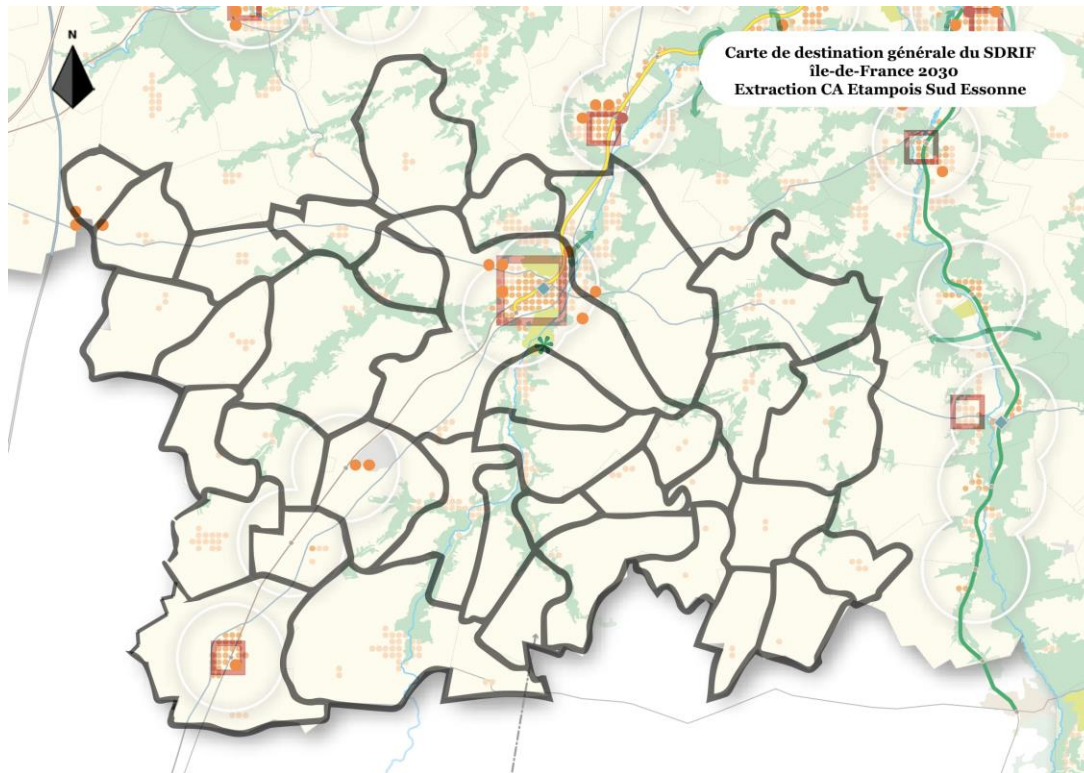 N
Carte de destination générale du SDRIF
île-de-France 2030
Extraction CA Etampois Sud Essonne